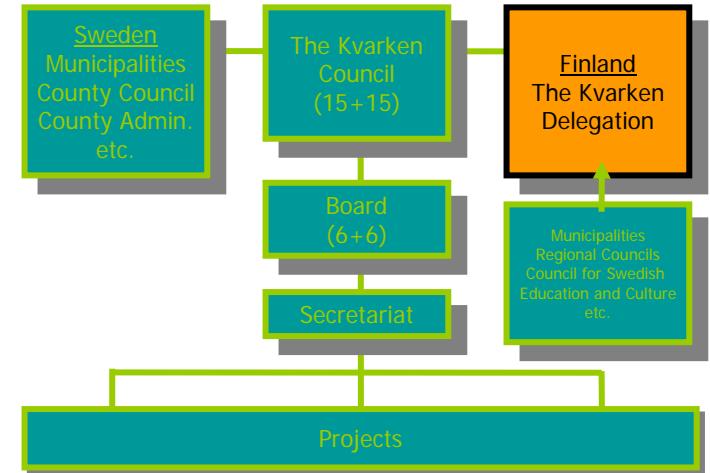 Sweden
Municipalities
County Council
County Admin.
etc.
The Kvarken
Council
(15+15)
Finland
The Kvarken
Delegation
Board
(6+6)
Municipalities
Regional Councils
Council for Swedish
Education and Culture
etc.
Secretariat
Projects